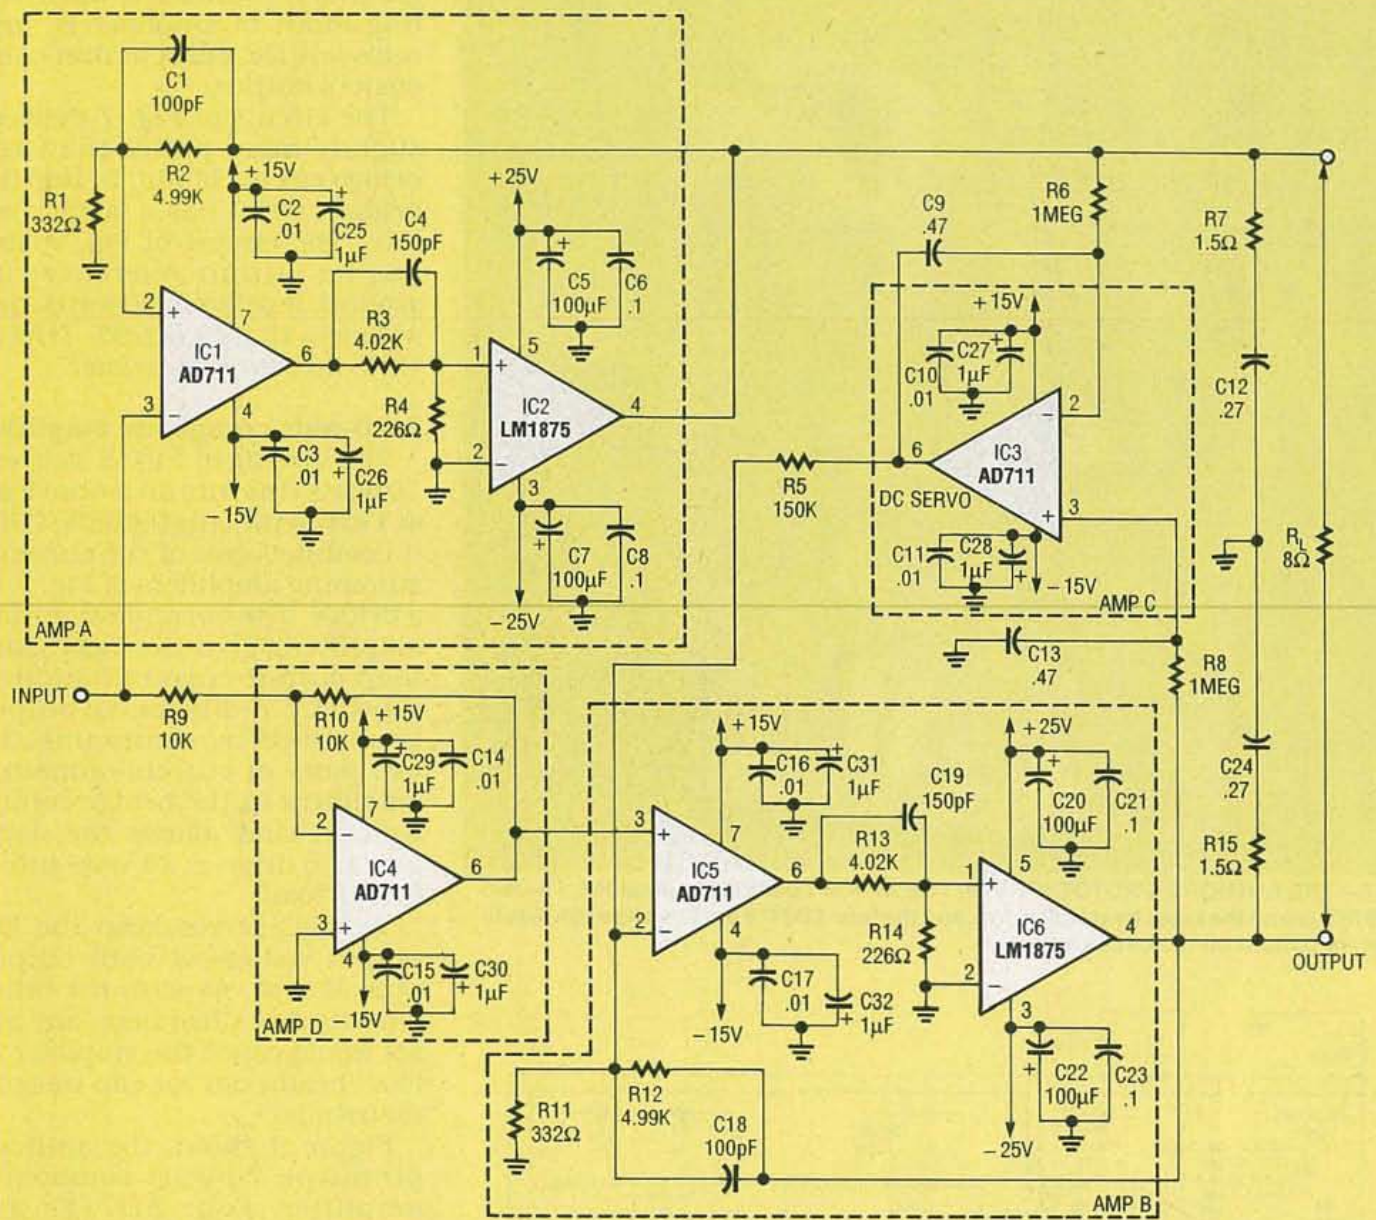 C1
100pF
R2
4.99K
R1
332Ω
+15V
C2
.01
+
C25
1μF
C4
150pF
+25V
+
C5
100μF
C6
.1
2
+
7
IC1
AD711
6
R3
4.02K
3
−
4
R4
226Ω
1
+
5
IC2
LM1875
4
2
−
3
C3
.01
+
C26
1μF
−15V
+
C7
100μF
C8
.1
−25V
AMP A
C9
.47
R6
1MEG
R7
1.5Ω
+15V
C10
.01
C27
+
1μF
C12
.27
−
2
IC3
AD711
6
R5
150K
DC SERVO
+
3
C11
.01
C28
1μF
+
−15V
AMP C
RL
8Ω
C13
.47
R8
1MEG
INPUT
R9
10K
R10
10K
+15V
+
C29
1μF
C14
.01
7
2
−
IC4
AD711
6
3
+
4
C15
.01
C30
+
1μF
−15V
AMP D
+15V
C16
.01
+
C31
1μF
C19
150pF
+25V
+
C20
100μF
C21
.1
C24
.27
R15
1.5Ω
3
+
7
IC5
AD711
6
R13
4.02K
2
−
4
R14
226Ω
1
+
5
IC6
LM1875
4
2
−
3
OUTPUT
C17
.01
C32
+
1μF
−15V
R11
332Ω
R12
4.99K
C18
100pF
+
C22
100μF
C23
.1
−25V
AMP B